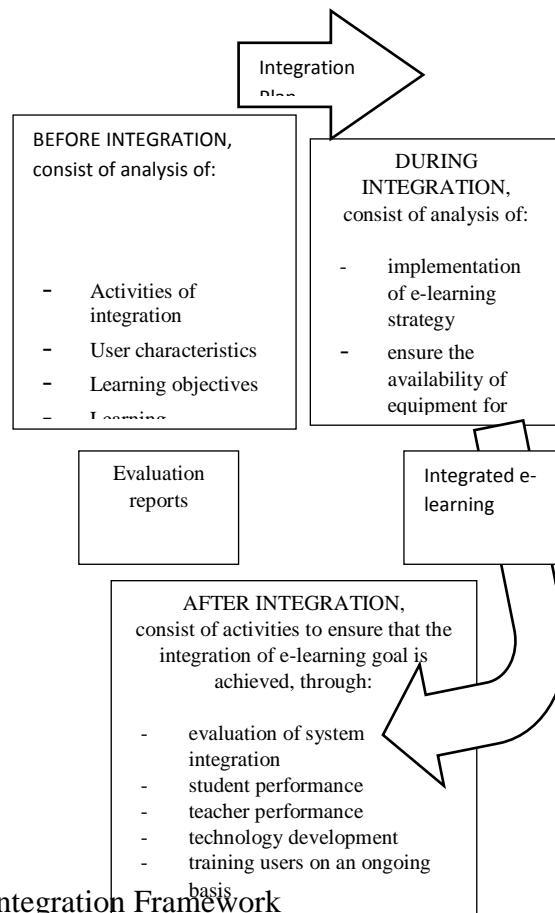 Integration
BEFORE INTEGRATION,
consist of analysis of:
- Activities of
integration
- User characteristics
- Learning objectives
DURING
INTEGRATION,
consist of analysis of:
- implementation
of e-learning
strategy
- ensure the
availability of
equipment for
Evaluation
reports
Integrated e-
learning
AFTER INTEGRATION,
consist of activities to ensure that the
integration of e-learning goal is
achieved, through:
- evaluation of system
integration
- student performance
- teacher performance
- technology development
- training users on an ongoing
basis
ntegration Framework